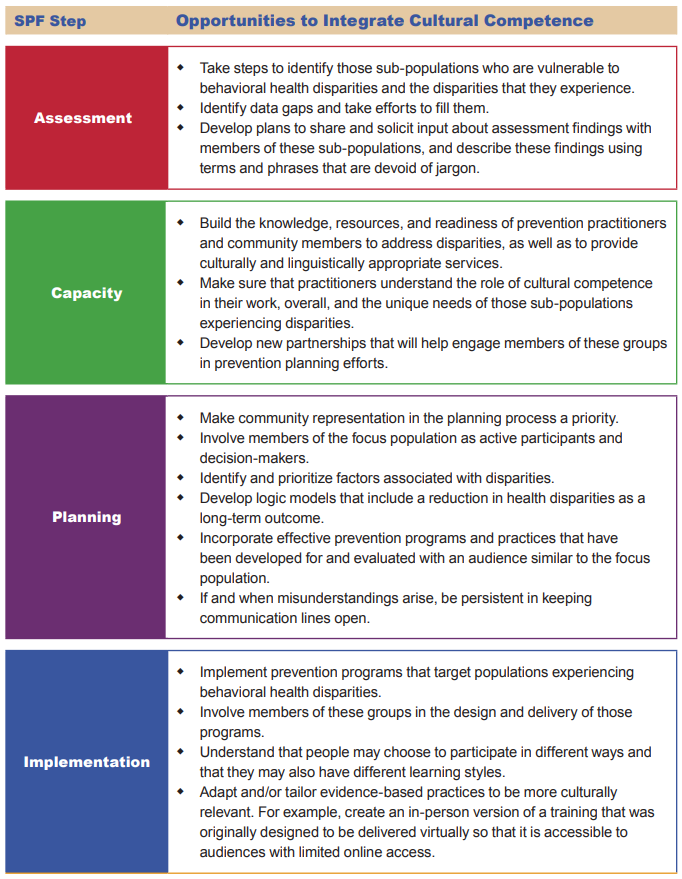 SPF Step
Opportunities to Integrate Cultural Competence
Assessment
◆ Take steps to identify those sub-populations who are vulnerable to
behavioral health disparities and the disparities that they experience.
◆ Identify data gaps and take efforts to fill them.
◆ Develop plans to share and solicit input about assessment findings with
members of these sub-populations, and describe these findings using
terms and phrases that are devoid of jargon.
Capacity
◆ Build the knowledge, resources, and readiness of prevention practitioners
and community members to address disparities, as well as to provide
culturally and linguistically appropriate services.
◆ Make sure that practitioners understand the role of cultural competence
in their work, overall, and the unique needs of those sub-populations
experiencing disparities.
◆ Develop new partnerships that will help engage members of these groups
in prevention planning efforts.
Planning
◆ Make community representation in the planning process a priority.
◆ Involve members of the focus population as active participants and
decision-makers.
◆ Identify and prioritize factors associated with disparities.
◆ Develop logic models that include a reduction in health disparities as a
long-term outcome.
◆ Incorporate effective prevention programs and practices that have
been developed for and evaluated with an audience similar to the focus
population.
◆ If and when misunderstandings arise, be persistent in keeping
communication lines open.
Implementation
◆ Implement prevention programs that target populations experiencing
behavioral health disparities.
◆ Involve members of these groups in the design and delivery of those
programs.
◆ Understand that people may choose to participate in different ways and
that they may also have different learning styles.
◆ Adapt and/or tailor evidence-based practices to be more culturally
relevant. For example, create an in-person version of a training that was
originally designed to be delivered virtually so that it is accessible to
audiences with limited online access.